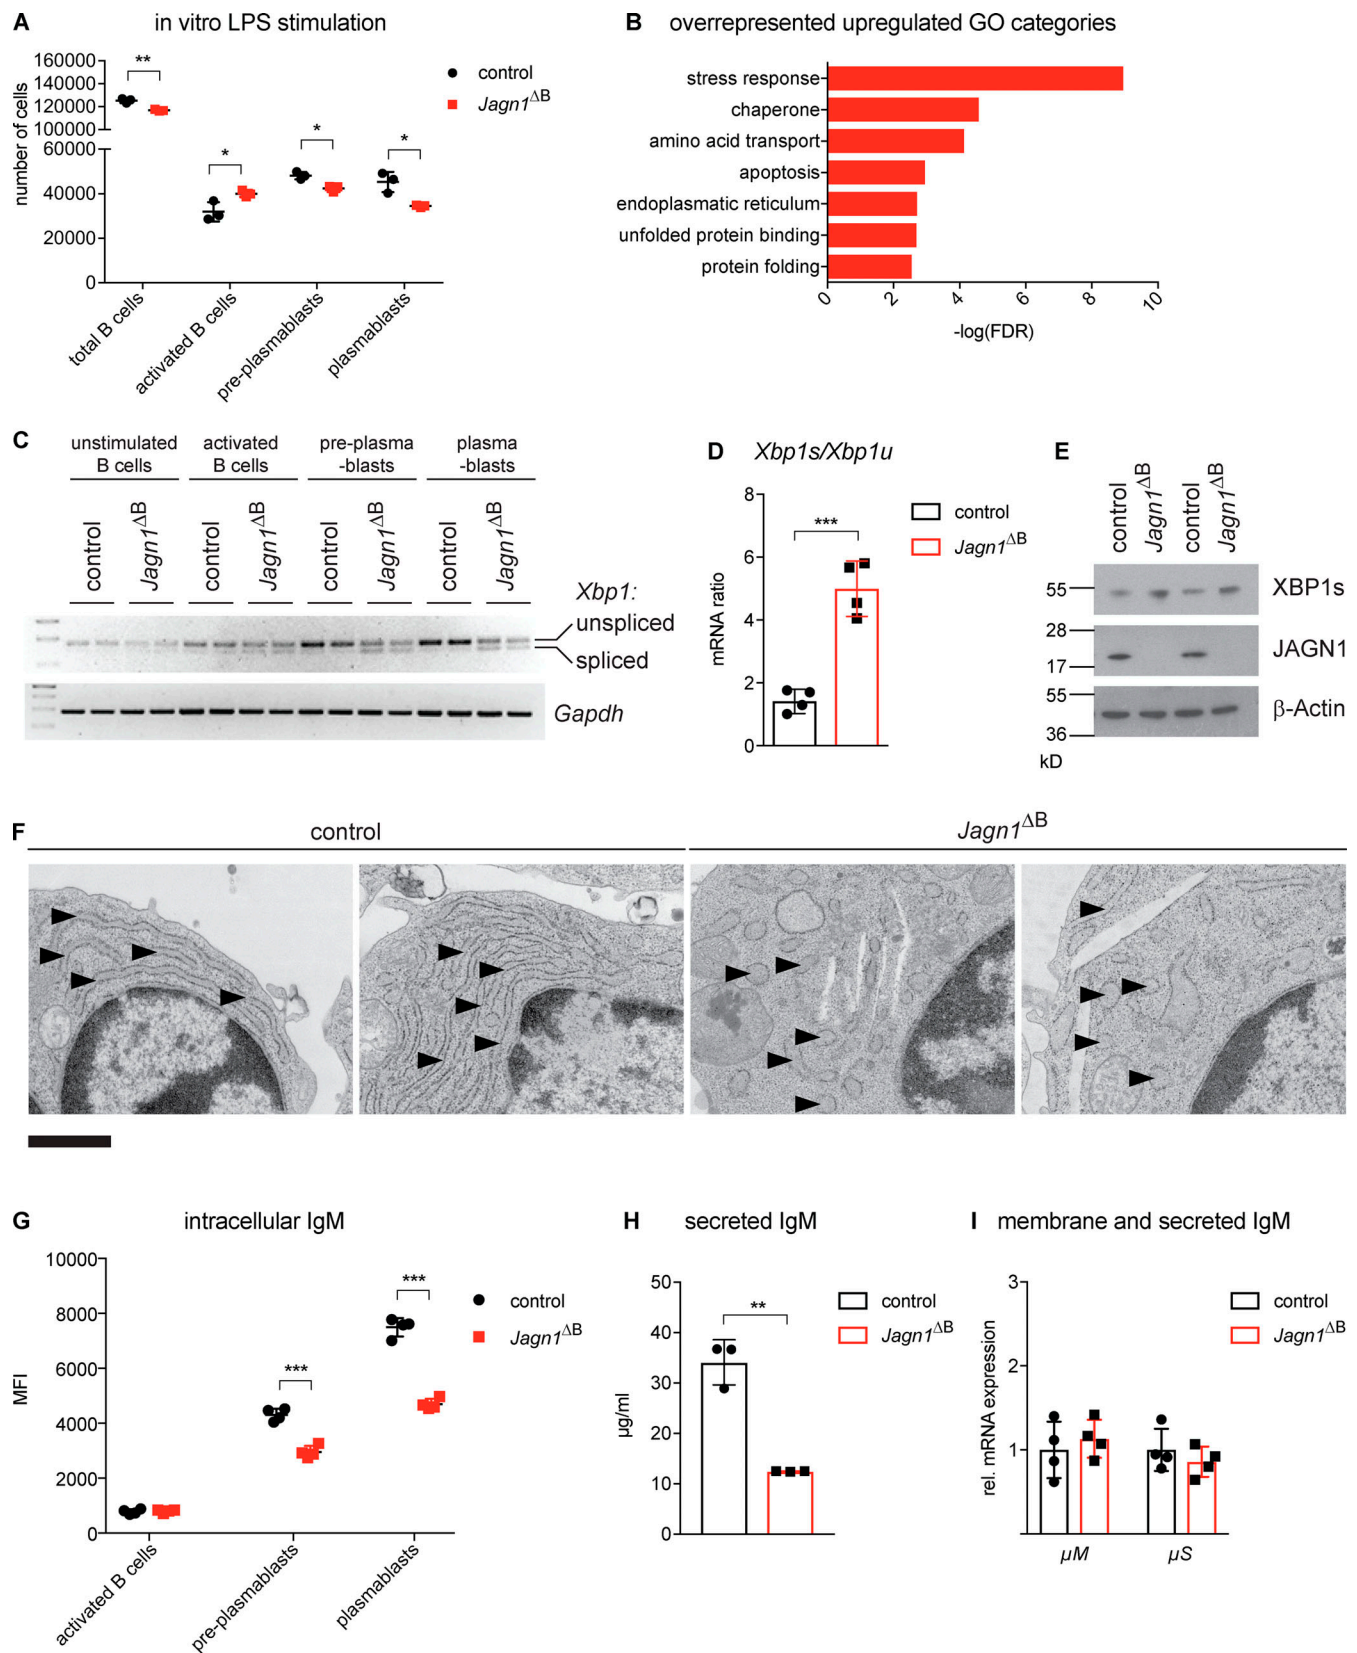 A in vitro LPS stimulation
number of cells
160000
140000
120000
100000
60000
40000
20000
0
**
*
*
*
control
Jagn1ΔB
total B cells
activated B cells
pre-plasmablasts
plasmablasts
B overrepresented upregulated GO categories
stress response
chaperone
amino acid transport
apoptosis
endoplasmatic reticulum
unfolded protein binding
protein folding
0 2 4 6 8 10
-log(FDR)
C
unstimulated B cells
activated B cells
pre-plasma-blasts
plasma-blasts
control Jagn1ΔB control Jagn1ΔB control Jagn1ΔB control Jagn1ΔB
Xbp1:
unspliced
spliced
Gapdh
D Xbp1s/Xbp1u
mRNA ratio
8
6
4
2
0
***
control
Jagn1ΔB
E
control Jagn1ΔB control Jagn1ΔB
55 XBP1s
28
JAGN1
17
55
β-Actin
36
kD
F control Jagn1ΔB
G intracellular IgM
MFI
10000
8000
6000
4000
2000
0
***
***
control
Jagn1ΔB
activated B cells
pre-plasmablasts
plasmablasts
H secreted IgM
µg/ml
50
40
30
20
10
0
**
control
Jagn1ΔB
I membrane and secreted IgM
rel. mRNA expression
3
2
1
control
Jagn1ΔB
µM µS